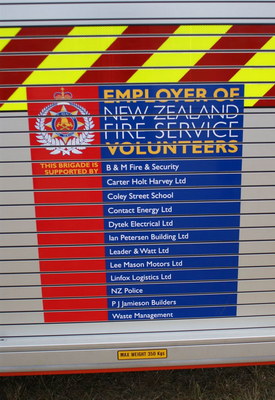 EMPLOYER OF
NEW ZEALAND
FIRE SERVICE
VOLUNTEERS
THIS BRIGADE IS
SUPPORTED BY
B & M Fire & Security
Carter Holt Harvey Ltd
Coley Street School
Contact Energy Ltd
Dytek Electrical Ltd
Ian Petersen Building Ltd
Leader & Watt Ltd
Lee Mason Motors Ltd
Linfox Logistics Ltd
NZ Police
P J Jamieson Builders
Waste Management
MAX WEIGHT 250 Kgs